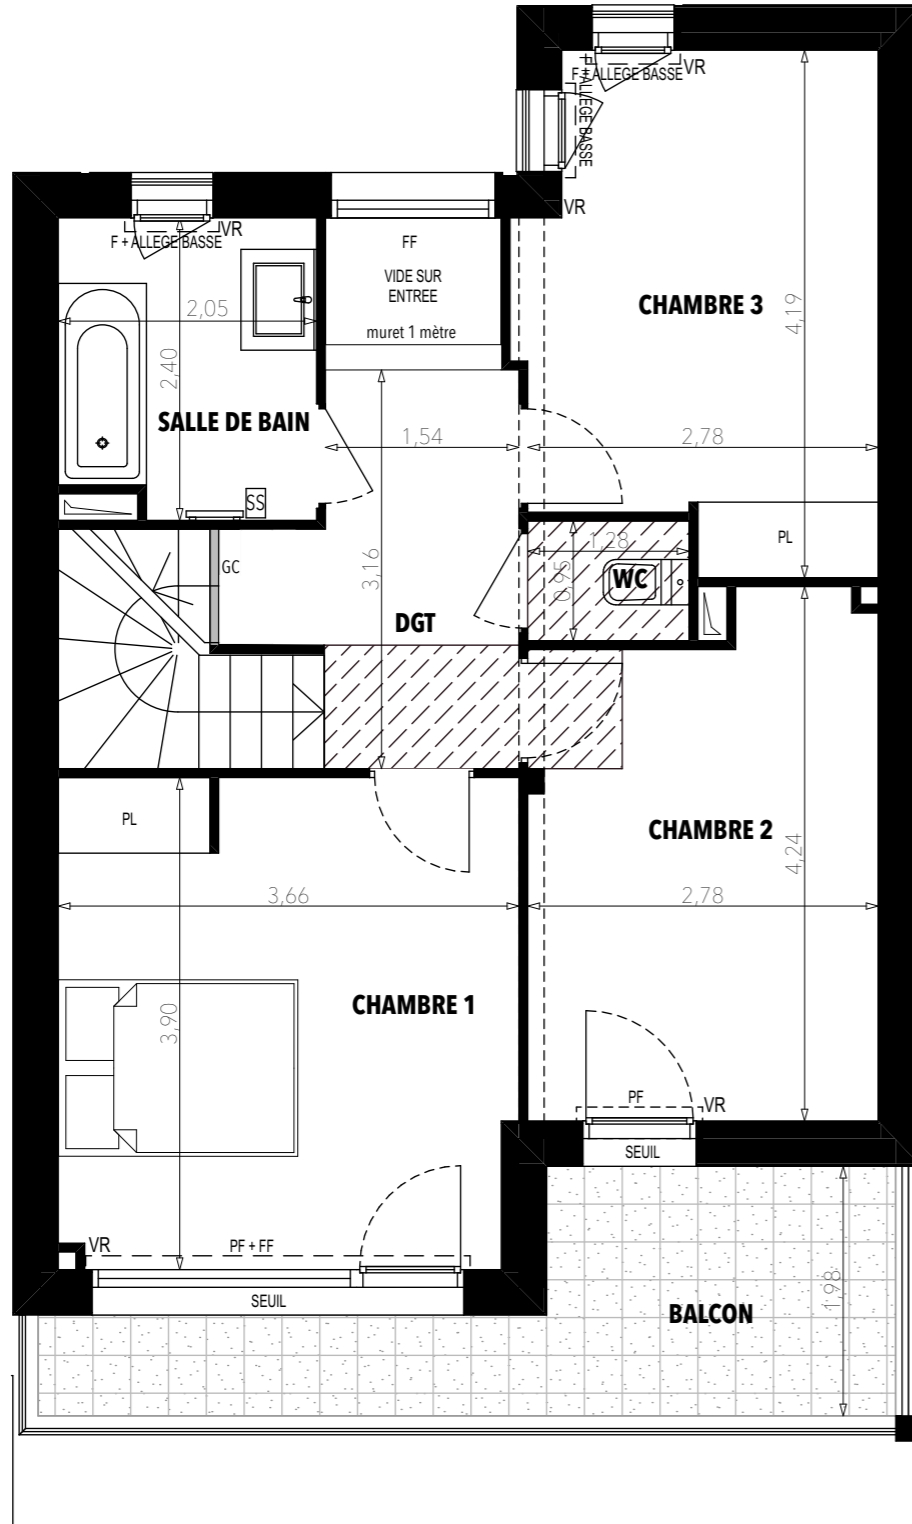 F + ALLEGE BASSE
VR
F + ALLEGE BASSE
VR
F + ALLEGE BASSE
VR
FF
VIDE SUR
ENTREE
muret 1 mètre
2,05
2,40
CHAMBRE 3
4,19
SALLE DE BAIN
1,54
2,78
SS
PL
GC
3,16
1,28
0,95
WC
DGT
PL
CHAMBRE 2
4,24
3,66
2,78
CHAMBRE 1
3,90
PF
VR
SEUIL
VR
PF + FF
SEUIL
1,98
BALCON